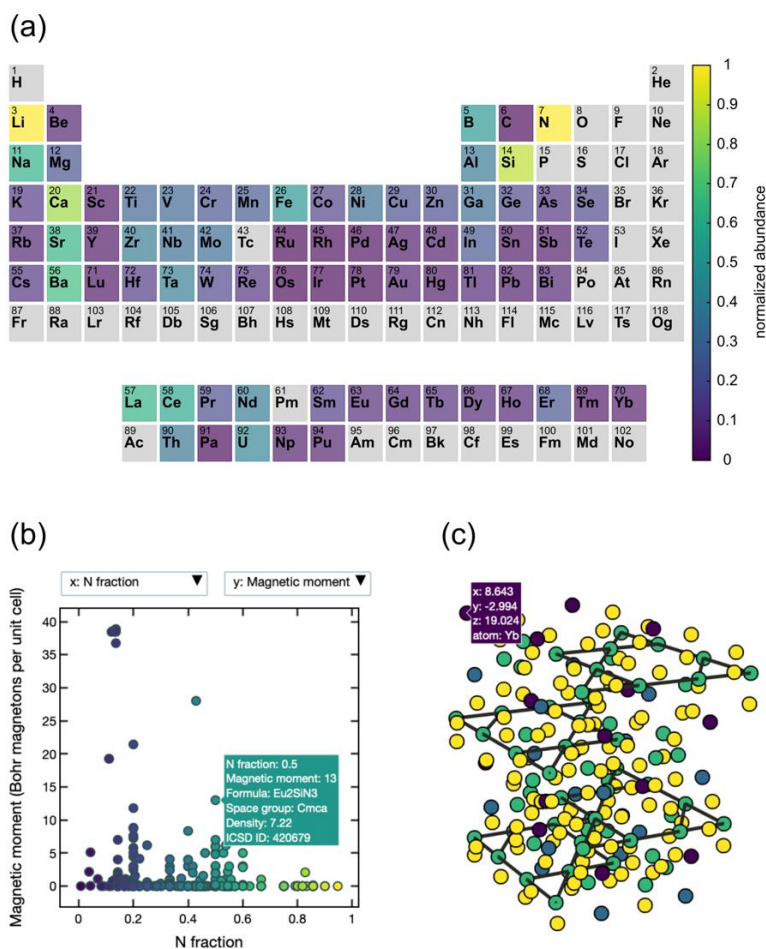 (a)
1 2
H He
3 4 5 6 7 8 9 10
Li Be B C N O F Ne
11 12 13 14 15 16 17 18
Na Mg Al Si P S Cl Ar
19 20 21 22 23 24 25 26 27 28 29 30 31 32 33 34 35 36
K Ca Sc Ti V Cr Mn Fe Co Ni Cu Zn Ga Ge As Se Br Kr
37 38 39 40 41 42 43 44 45 46 47 48 49 50 51 52 53 54
Rb Sr Y Zr Nb Mo Tc Ru Rh Pd Ag Cd In Sn Sb Te I Xe
55 56 71 72 73 74 75 76 77 78 79 80 81 82 83 84 85 86
Cs Ba Lu Hf Ta W Re Os Ir Pt Au Hg Tl Pb Bi Po At Rn
87 88 103 104 105 106 107 108 109 110 111 112 113 114 115 116 117 118
Fr Ra Lr Rf Db Sg Bh Hs Mt Ds Rg Cn Nh Fl Mc Lv Ts Og
57 58 59 60 61 62 63 64 65 66 67 68 69 70
La Ce Pr Nd Pm Sm Eu Gd Tb Dy Ho Er Tm Yb
89 90 91 92 93 94 95 96 97 98 99 100 101 102
Ac Th Pa U Np Pu Am Cm Bk Cf Es Fm Md No
1
0.9
0.8
0.7
0.6
0.5
0.4
0.3
0.2
0.1
0
normalized abundance
(b)
x: N fraction
y: Magnetic moment
Magnetic moment (Bohr magnetons per unit cell)
40
35
30
25
20
15
10
5
0
N fraction: 0.5
Magnetic moment: 13
Formula: Eu2SiN3
Space group: Cmca
Density: 7.22
ICSD ID: 420679
0 0.2 0.4 0.6 0.8 1
N fraction
(c)
x: 8.643
y: -2.994
z: 19.024
atom: Yb